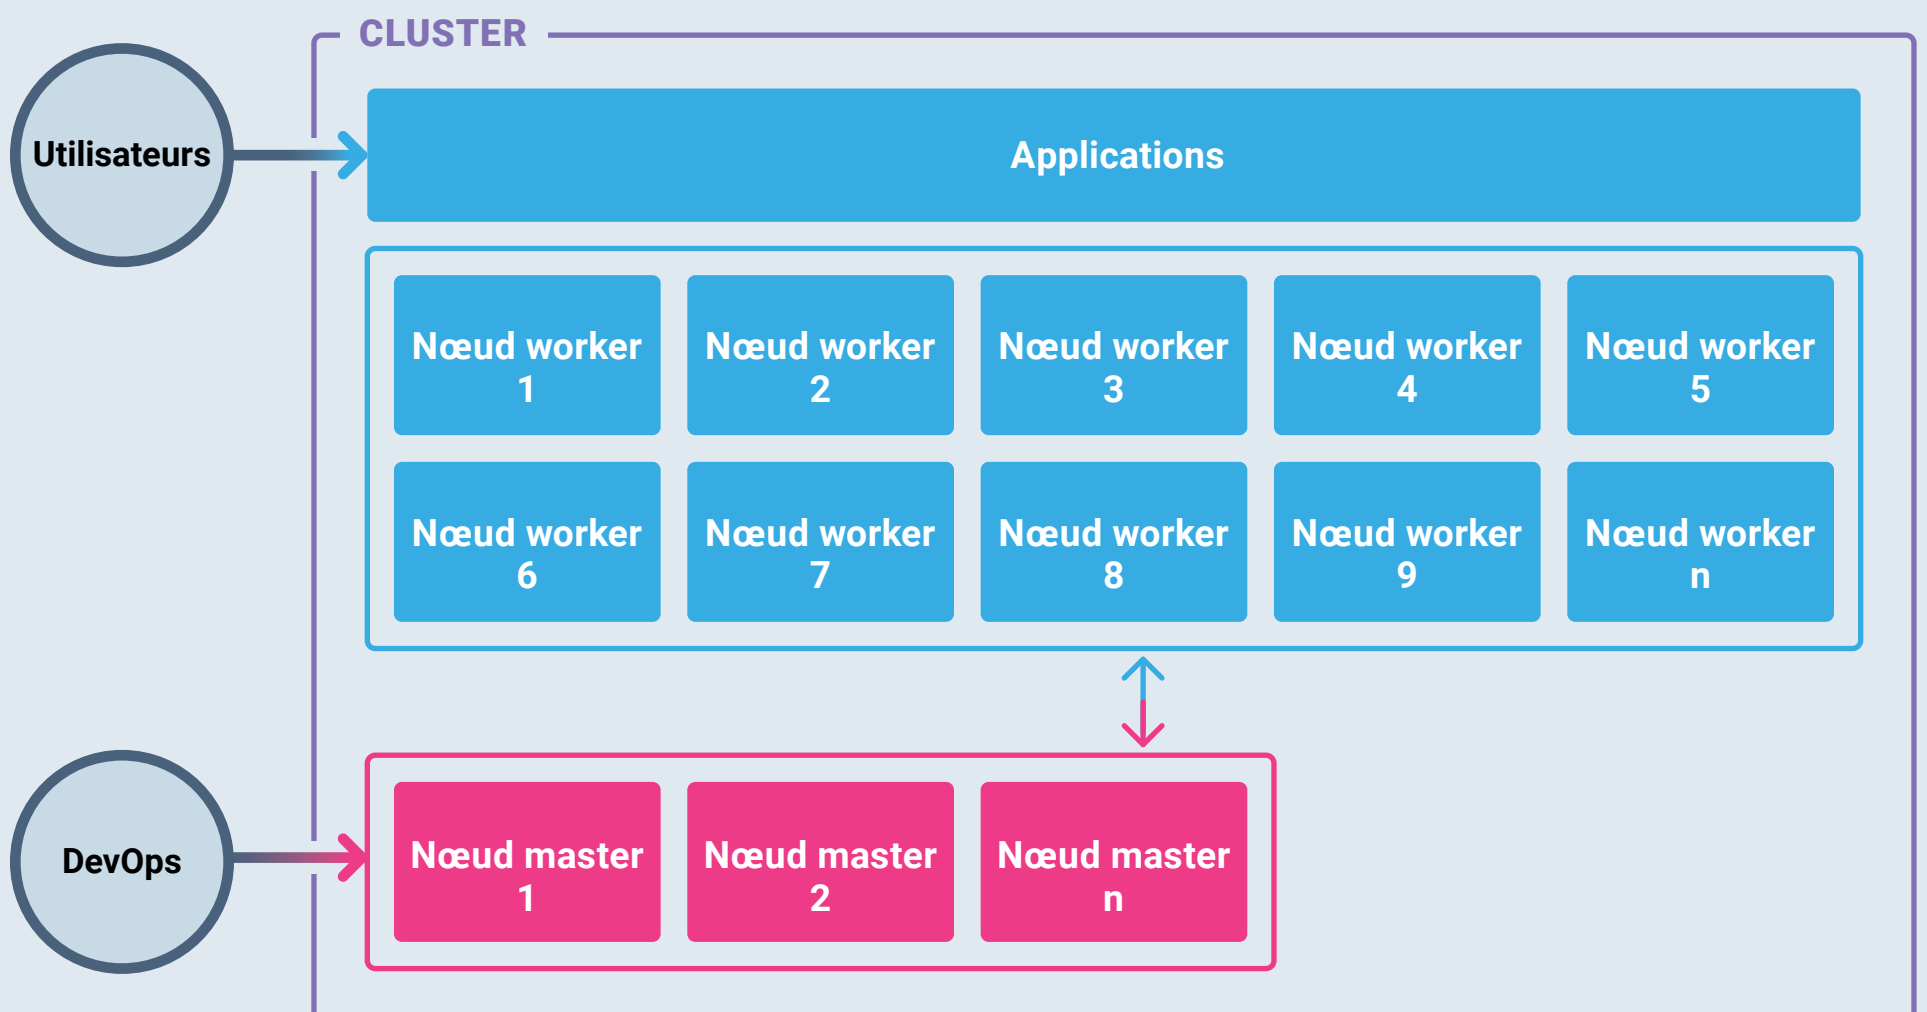 CLUSTER
Utilisateurs
Applications
Nœud worker
1
Nœud worker
2
Nœud worker
3
Nœud worker
4
Nœud worker
5
Nœud worker
6
Nœud worker
7
Nœud worker
8
Nœud worker
9
Nœud worker
n
DevOps
Nœud master
1
Nœud master
2
Nœud master
n